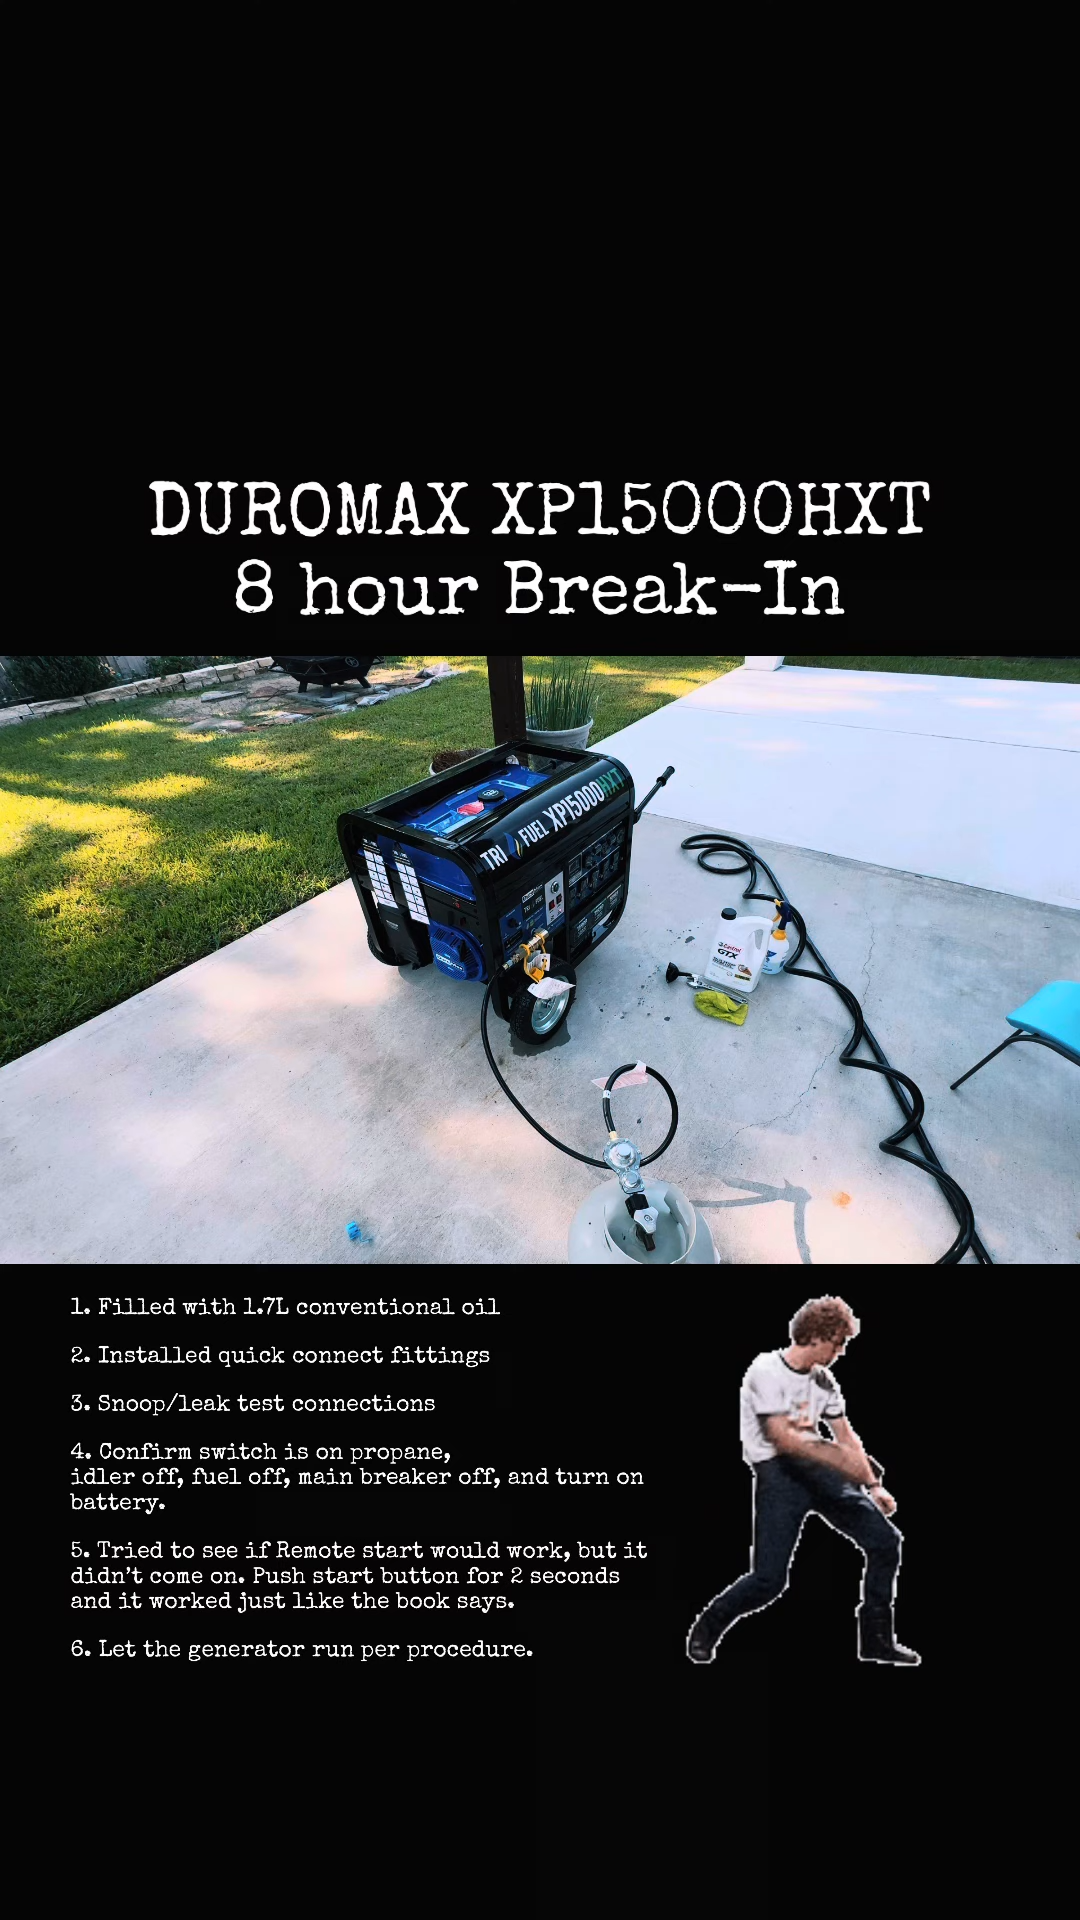 DUROMAX XP15000HXT
8 hour Break-In
TRI FUEL XP15000HXT
Castrol
GTX
1. Filled with 1.7L conventional oil
2. Installed quick connect fittings
3. Snoop/leak test connections
4. Confirm switch is on propane,
idler off, fuel off, main breaker off, and turn on
battery.
5. Tried to see if Remote start would work, but it
didn't come on. Push start button for 2 seconds
and it worked just like the book says.
6. Let the generator run per procedure.